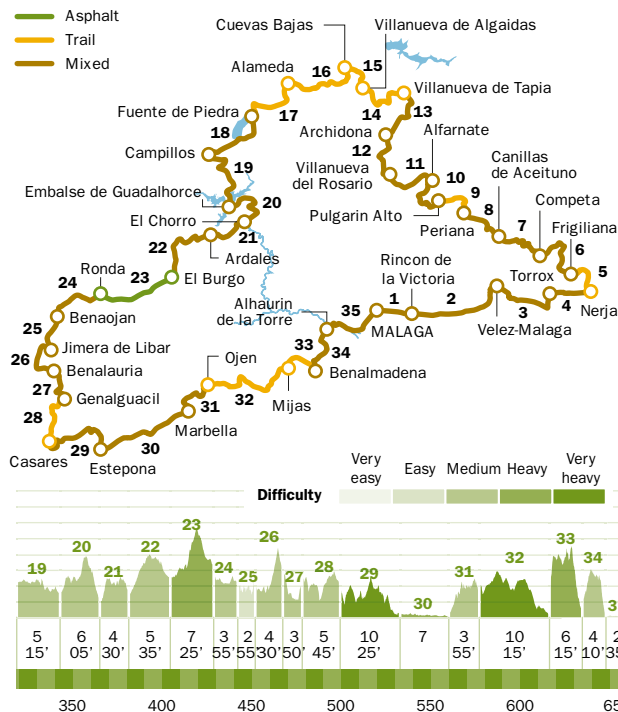 Asphalt
Trail
Mixed
Cuevas Bajas
Villanueva de Algaidas
Alameda
16
15
Villanueva de Tapia
17
14
13
Fuente de Piedra
Archidona
Alfarnate
18
12
Campillos
Villanueva
del Rosario
11
10
Canillas
de Aceituno
19
9
Embalse de Guadalhorce
20
Pulgarin Alto
8
7
Competa
El Chorro
Periana
Frigiliana
21
22
Ardales
6
5
Ronda
23
El Burgo
Rincon de
la Victoria
Torrox
24
Alhaurin
de la Torre
35
1
2
3
4
Nerja
Benaojan
MALAGA
Velez-Malaga
25
Jimera de Libar
Ojen
33
34
26
Benalauria
Benalmadena
27
Genalguacil
31
32
Mijas
28
Marbella
29
30
Casares
Estepona
Difficulty
Very
easy
Easy
Medium
Heavy
Very
heavy
19
20
21
22
23
24
25
26
27
28
29
30
31
32
33
34
3
5
15’
6
05’
4
30’
5
35’
7
25’
3
55’
2
55’
4
30’
3
50’
5
45’
10
25’
7
3
55’
10
15’
6
15’
4
10’
350
400
450
500
550
600